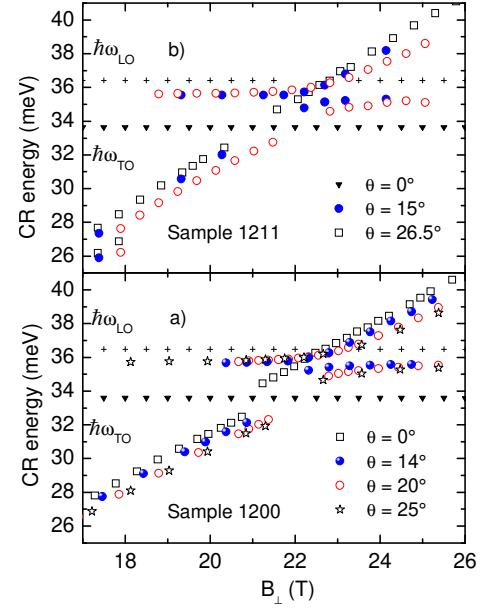 CR energy (meV)
40
38
36
34
32
30
28
26
b)
ℏω_LO
ℏω_TO
Sample 1211
θ = 0°
θ = 15°
θ = 26.5°
CR energy (meV)
40
38
36
34
32
30
28
26
a)
ℏω_LO
ℏω_TO
Sample 1200
θ = 0°
θ = 14°
θ = 20°
θ = 25°
18 20 22 24 26
B_⊥ (T)